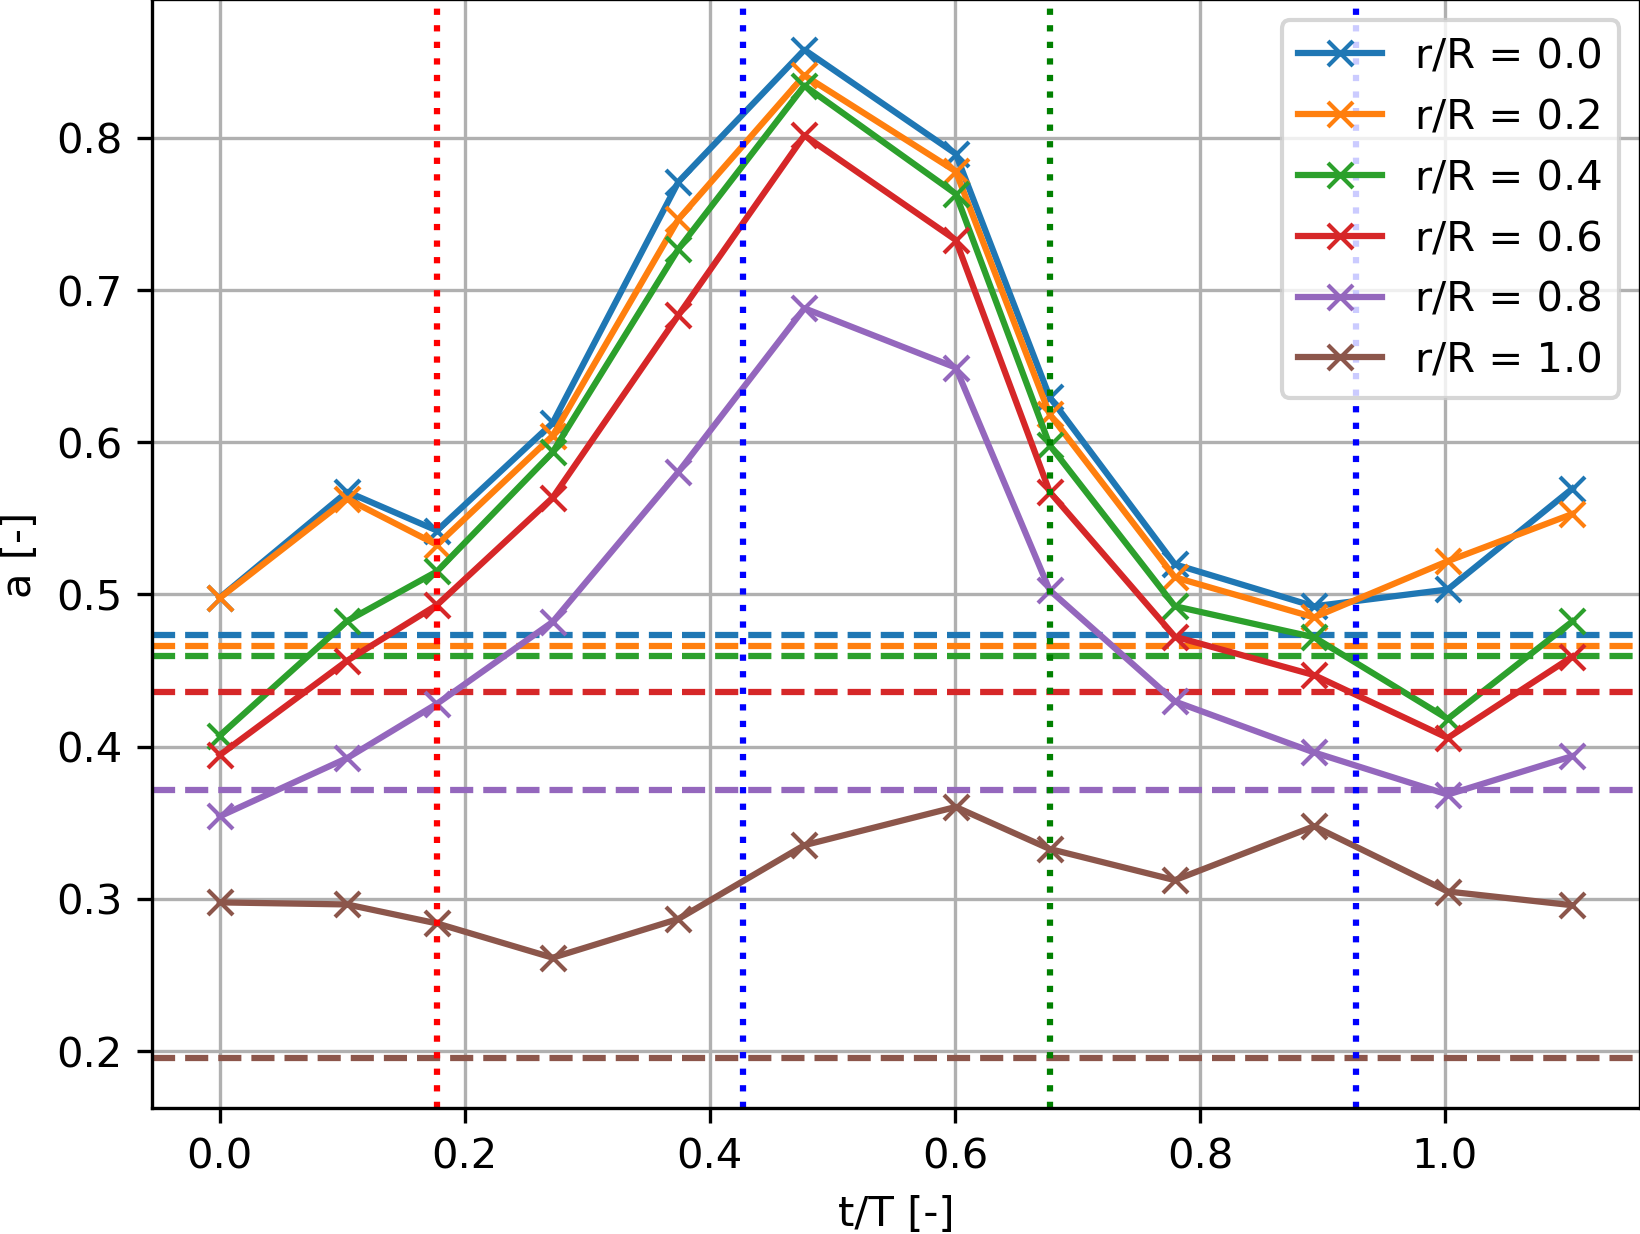 r/R = 0.0
r/R = 0.2
r/R = 0.4
r/R = 0.6
r/R = 0.8
r/R = 1.0
a [-]
0.8
0.7
0.6
0.5
0.4
0.3
0.2
0.0 0.2 0.4 0.6 0.8 1.0
t/T [-]